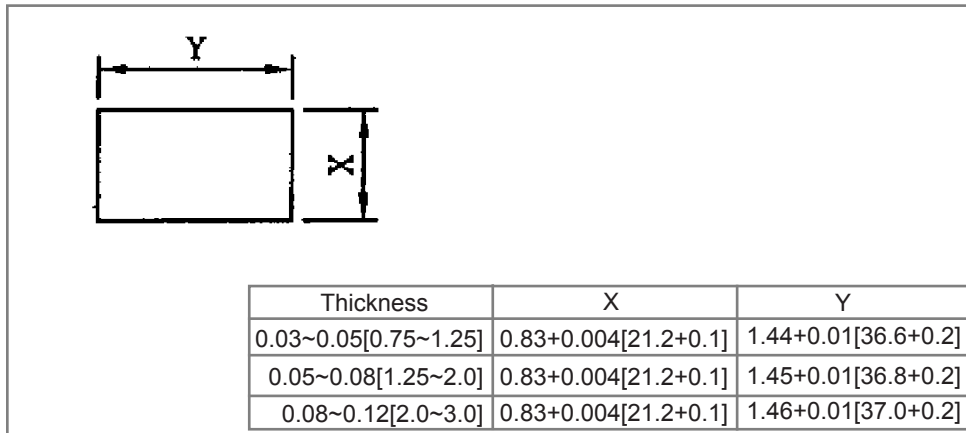 Y
X
Thickness X Y
0.03~0.05[0.75~1.25] 0.83+0.004[21.2+0.1] 1.44+0.01[36.6+0.2]
0.05~0.08[1.25~2.0] 0.83+0.004[21.2+0.1] 1.45+0.01[36.8+0.2]
0.08~0.12[2.0~3.0] 0.83+0.004[21.2+0.1] 1.46+0.01[37.0+0.2]